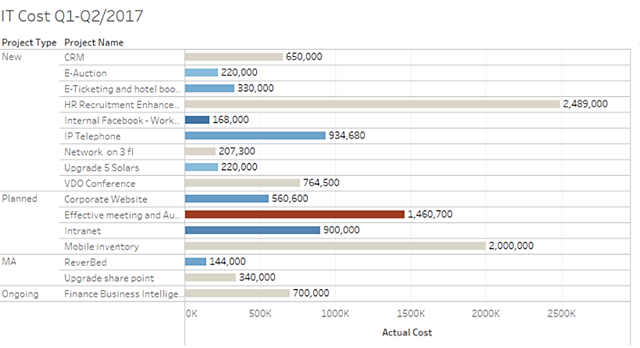 IT Cost Q1-Q2/2017
Project Type Project Name
New CRM 650,000
E-Auction 220,000
E-Ticketing and hotel boo.. 330,000
HR Recruitment Enhance.. 2,489,000
Internal Facebook - Work.. 168,000
IP Telephone 934,680
Network on 3 fl 207,300
Upgrade 5 Solars 220,000
VDO Conference 764,500
Planned Corporate Website 560,600
Effective meeting and Au.. 1,460,700
Intranet 900,000
Mobile inventory 2,000,000
MA ReverBed 144,000
Upgrade share point 340,000
Ongoing Finance Business Intellige.. 700,000
0K 500K 1000K 1500K 2000K 2500K
Actual Cost